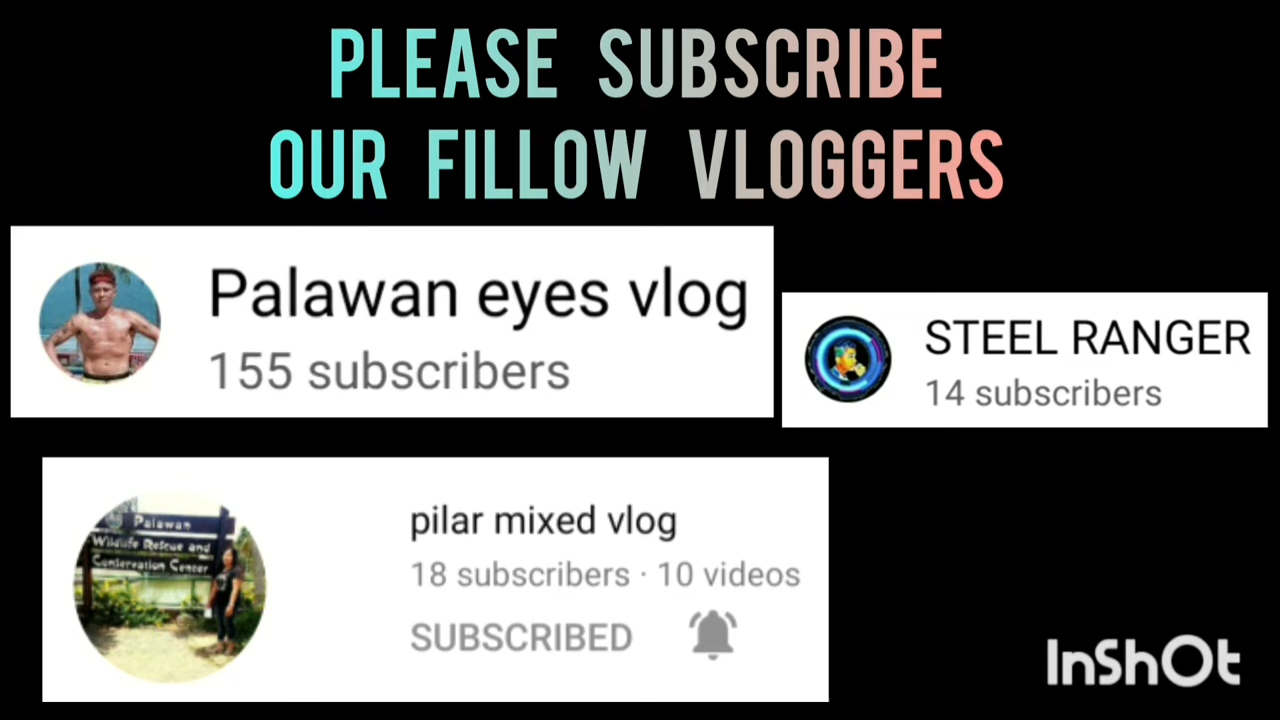 PLEASE SUBSCRIBE
OUR FILLOW VLOGGERS
Palawan eyes vlog
155 subscribers
STEEL RANGER
14 subscribers
Palawan
Wildlife Rescue and
Conservation Center
pilar mixed vlog
18 subscribers · 10 videos
SUBSCRIBED
InShOt